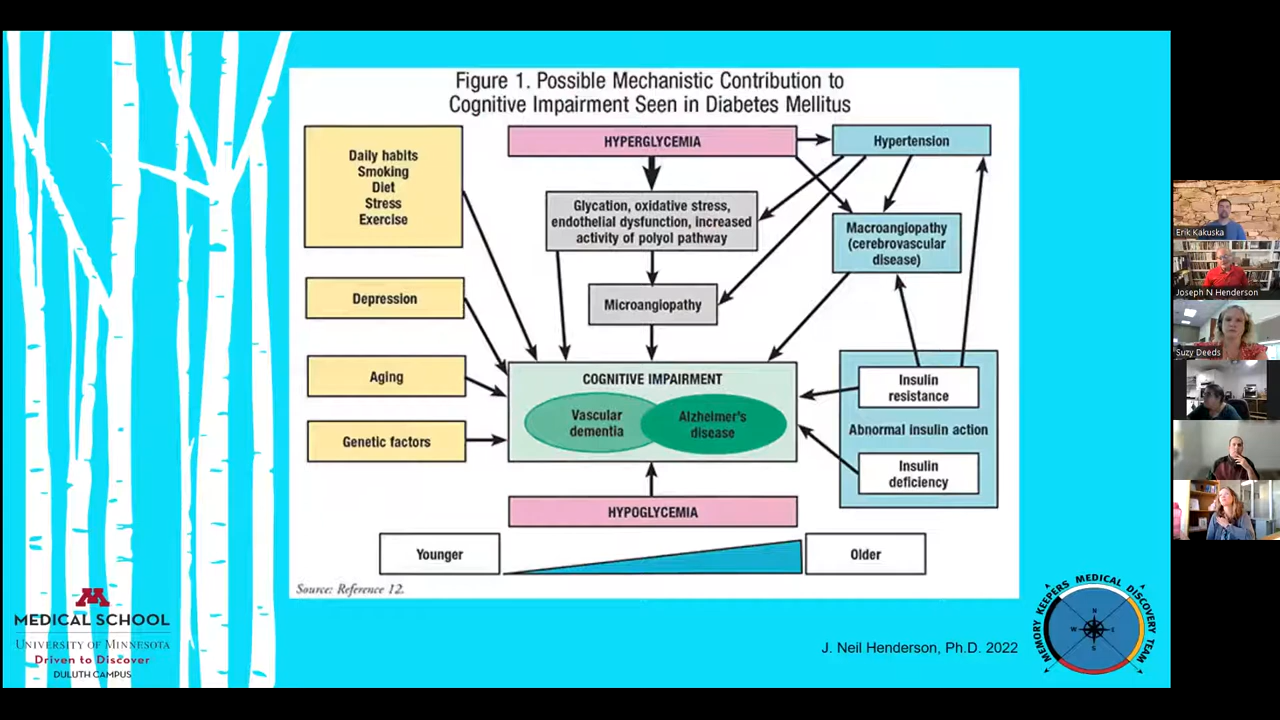 Figure 1. Possible Mechanistic Contribution to
Cognitive Impairment Seen in Diabetes Mellitus
Daily habits
Smoking
Diet
Stress
Exercise
HYPERGLYCEMIA
Hypertension
Glycation, oxidative stress,
endothelial dysfunction, increased
activity of polyol pathway
Macroangiopathy
(cerebrovascular
disease)
Depression
Microangiopathy
Aging
COGNITIVE IMPAIRMENT
Vascular
dementia
Alzheimer's
disease
Insulin
resistance
Abnormal insulin action
Insulin
deficiency
Genetic factors
HYPOGLYCEMIA
Younger
Older
Source: Reference 12.
M
MEDICAL SCHOOL
UNIVERSITY OF MINNESOTA
Driven to Discover
DULUTH CAMPUS
J. Neil Henderson, Ph.D. 2022
MEMORY KEEPERS MEDICAL DISCOVERY TEAM
N
W
E
S
Erik Kakuska
Joseph N Henderson
Suzy Deeds